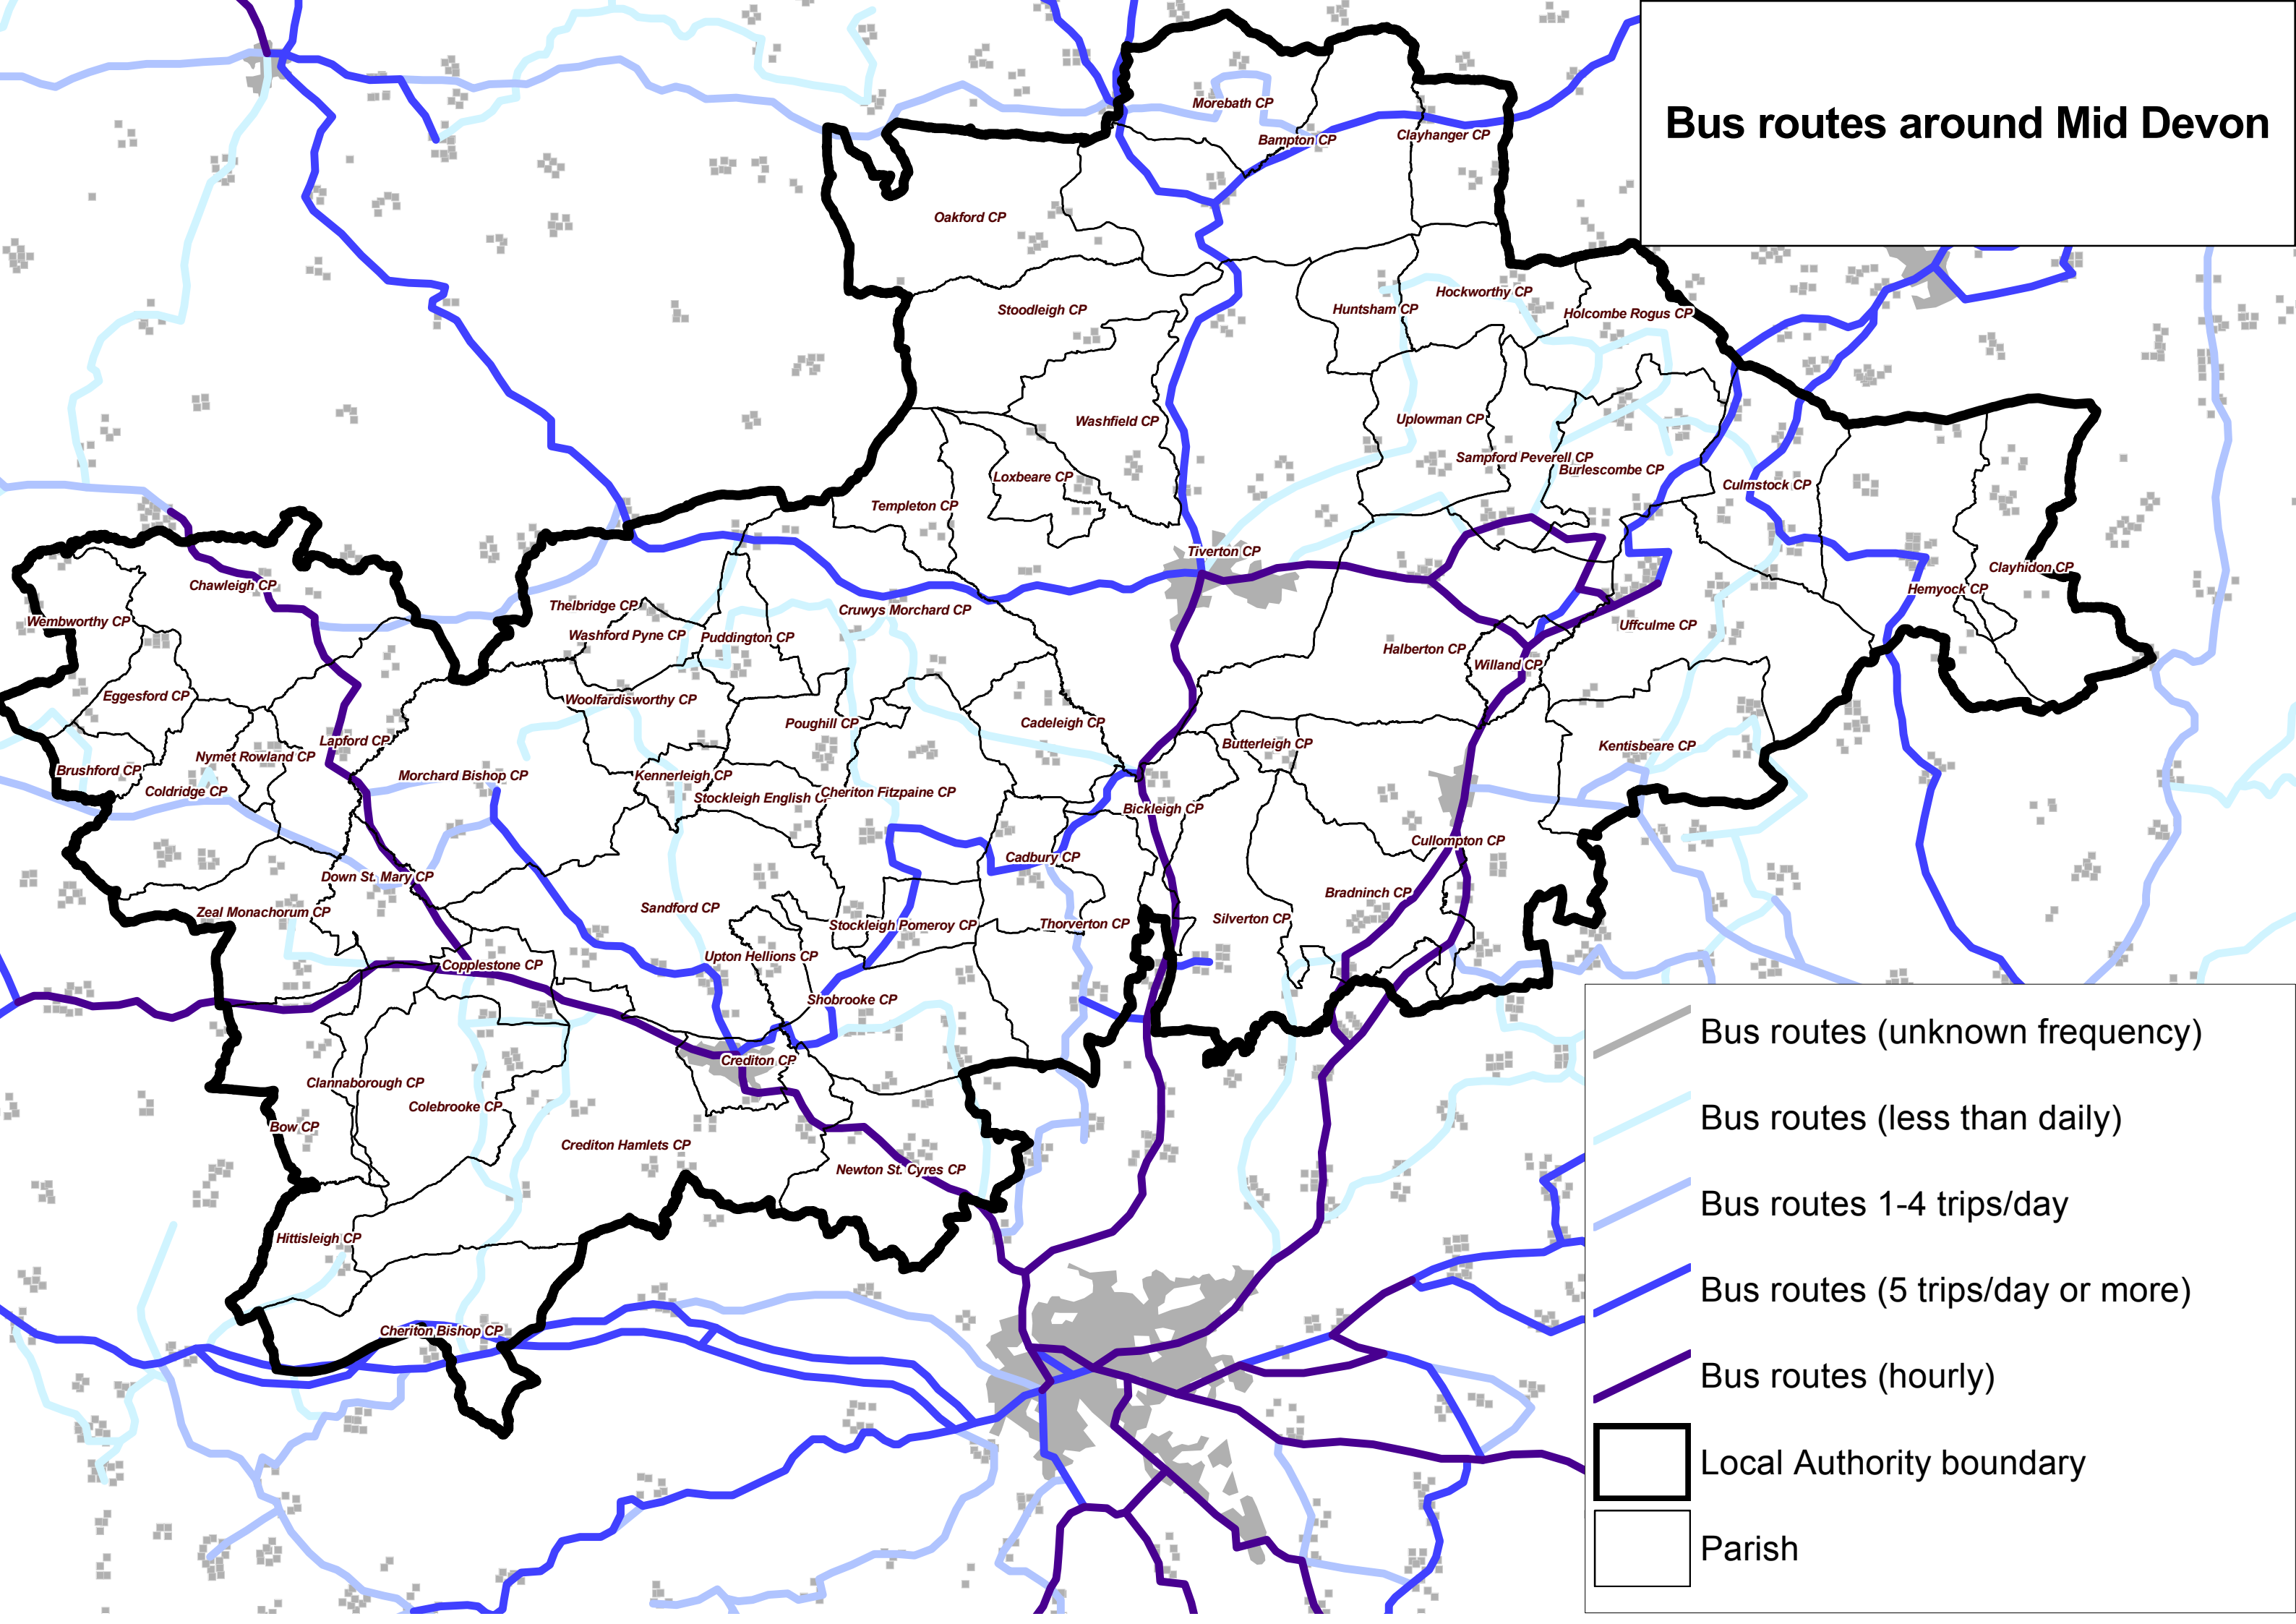 Bus routes around Mid Devon
Morebath CP
Bampton CP
Clayhanger CP
Oakford CP
Stoodleigh CP
Huntsham CP
Hockworthy CP
Holcombe Rogus CP
Washfield CP
Uplowman CP
Loxbeare CP
Sampford Peverell CP
Burlescombe CP
Culmstock CP
Templeton CP
Tiverton CP
Clayhidon CP
Hemyock CP
Chawleigh CP
Wembworthy CP
Thelbridge CP
Cruwys Morchard CP
Washford Pyne CP
Puddington CP
Uffculme CP
Halberton CP
Willand CP
Eggesford CP
Woolfardisworthy CP
Poughill CP
Cadeleigh CP
Butterleigh CP
Kentisbeare CP
Lapford CP
Nymet Rowland CP
Brushford CP
Coldridge CP
Morchard Bishop CP
Kennerleigh CP
Stockleigh English C
Cheriton Fitzpaine CP
Bickleigh CP
Cullompton CP
Cadbury CP
Down St. Mary CP
Bradninch CP
Zeal Monachorum CP
Sandford CP
Stockleigh Pomeroy CP
Thorverton CP
Silverton CP
Upton Hellions CP
Copplestone CP
Shobrooke CP
Crediton CP
Clannaborough CP
Colebrooke CP
Bow CP
Crediton Hamlets CP
Newton St. Cyres CP
Hittisleigh CP
Cheriton Bishop CP
Bus routes (unknown frequency)
Bus routes (less than daily)
Bus routes 1-4 trips/day
Bus routes (5 trips/day or more)
Bus routes (hourly)
Local Authority boundary
Parish